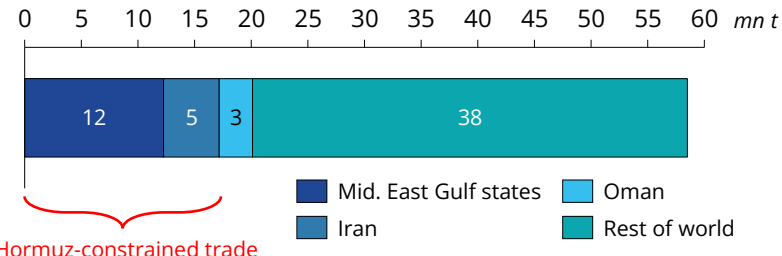 0 5 10 15 20 25 30 35 40 45 50 55 60 mn t
12 5 3 38
Mid. East Gulf states Oman
Iran Rest of world
Hormuz-constrained trade